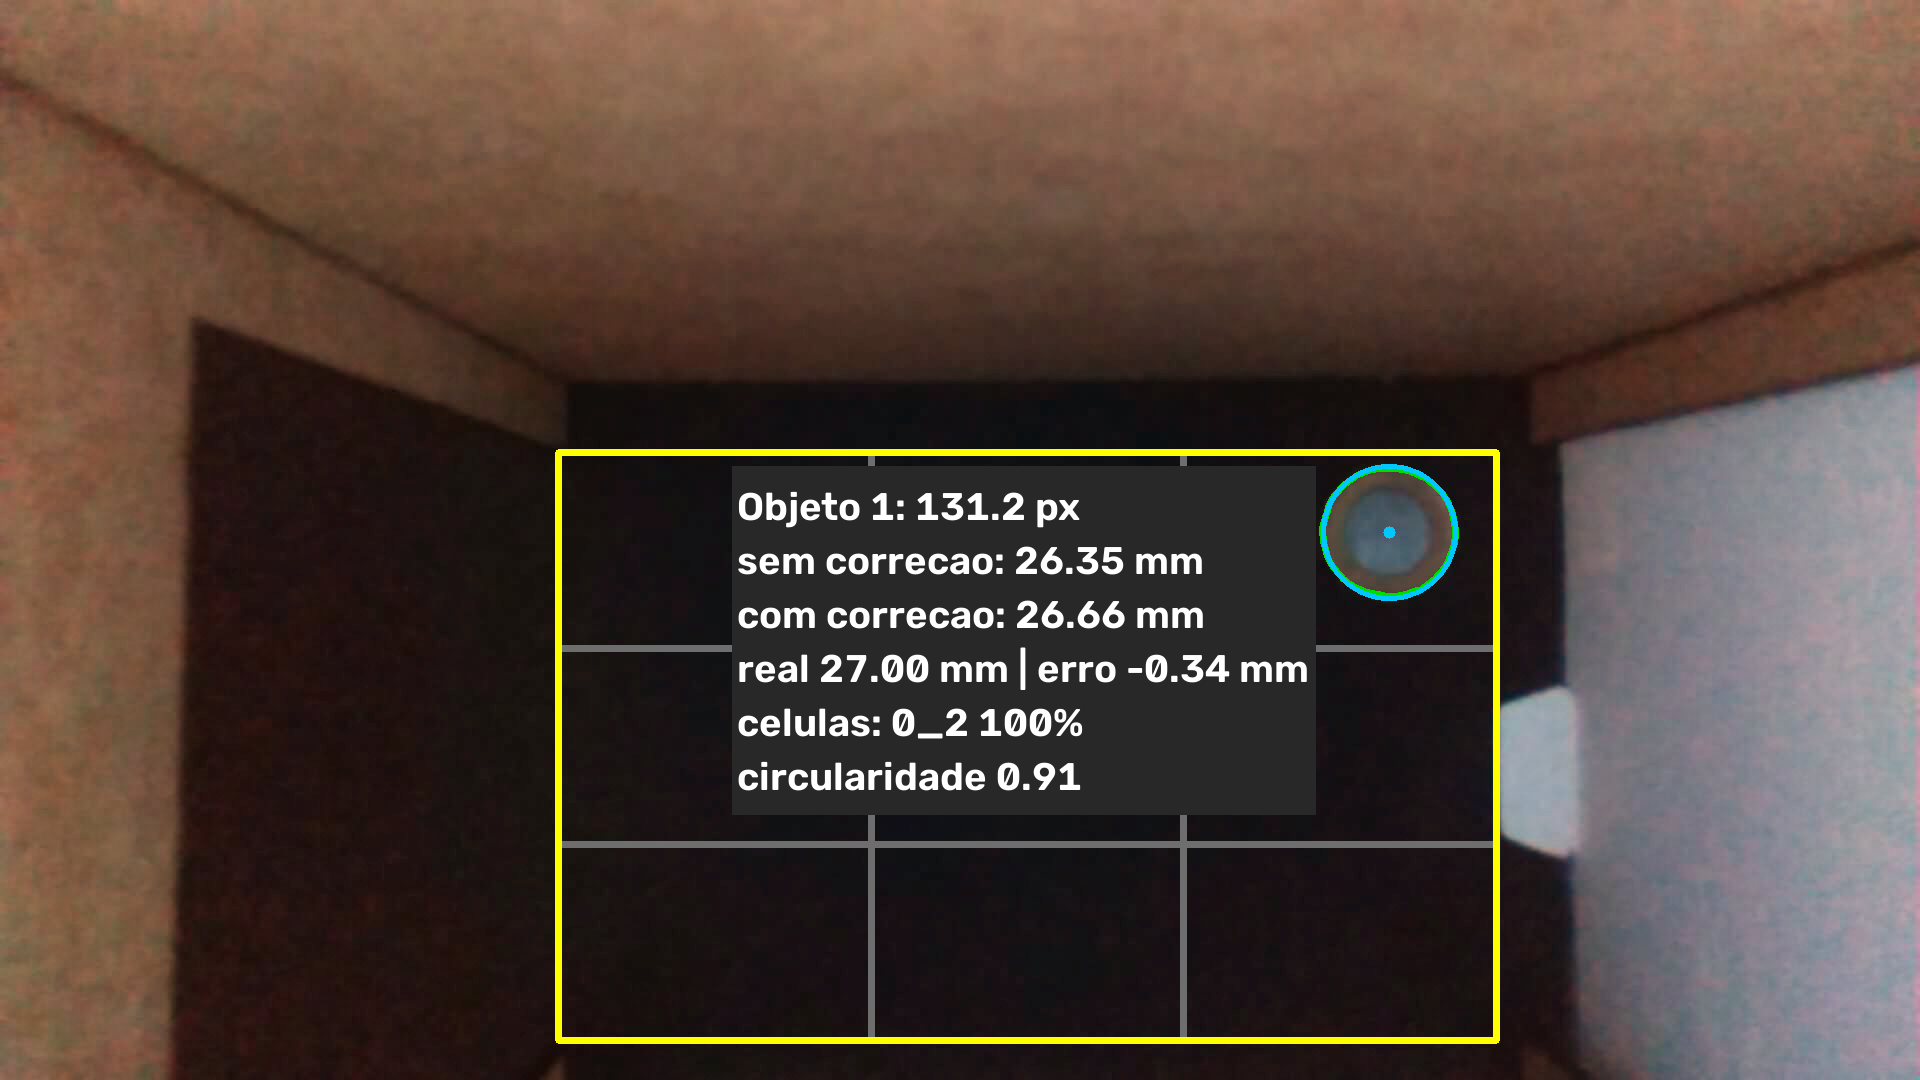 Objeto 1: 131.2 px
sem correcao: 26.35 mm
com correcao: 26.66 mm
real 27.00 mm | erro -0.34 mm
celulas: 0_2 100%
circularidade 0.91